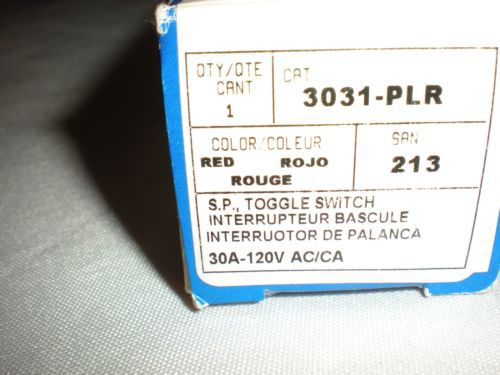 QTY/QTE CAT
CANT 3031-PLR
1
COLOR/COLEUR SAN
RED ROJO 213
ROUGE
S.P., TOGGLE SWITCH
INTERRUPTEUR BASCULE
INTERRUOTOR DE PALANCA
30A-120V AC/CA